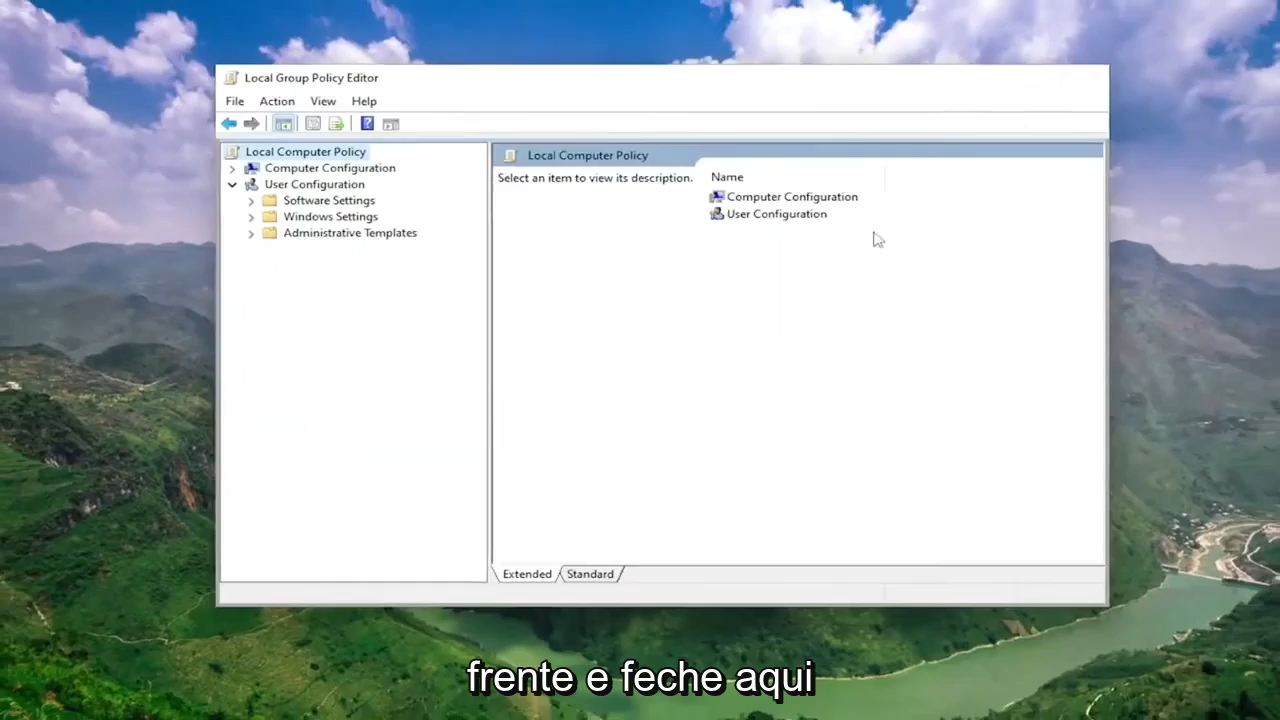 Local Group Policy Editor
File Action View Help
Local Computer Policy
Computer Configuration
User Configuration
Software Settings
Windows Settings
Administrative Templates
Local Computer Policy
Select an item to view its description.
Name
Computer Configuration
User Configuration
Extended Standard
frente e feche aqui